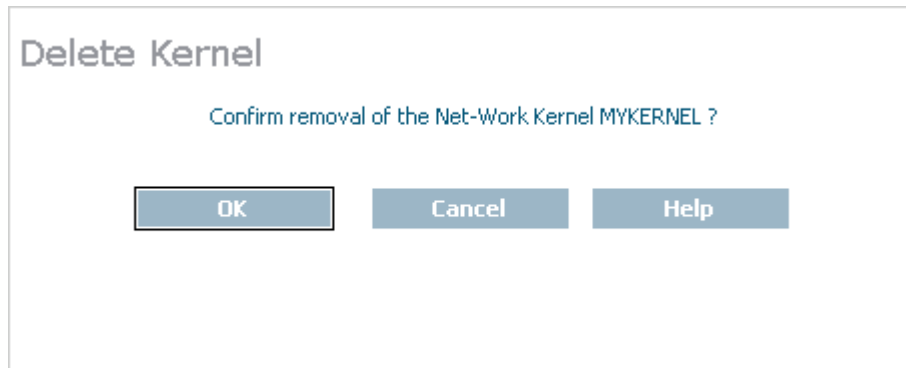 Delete Kernel
Confirm removal of the Net-Work Kernel MYKERNEL ?
OK Cancel Help